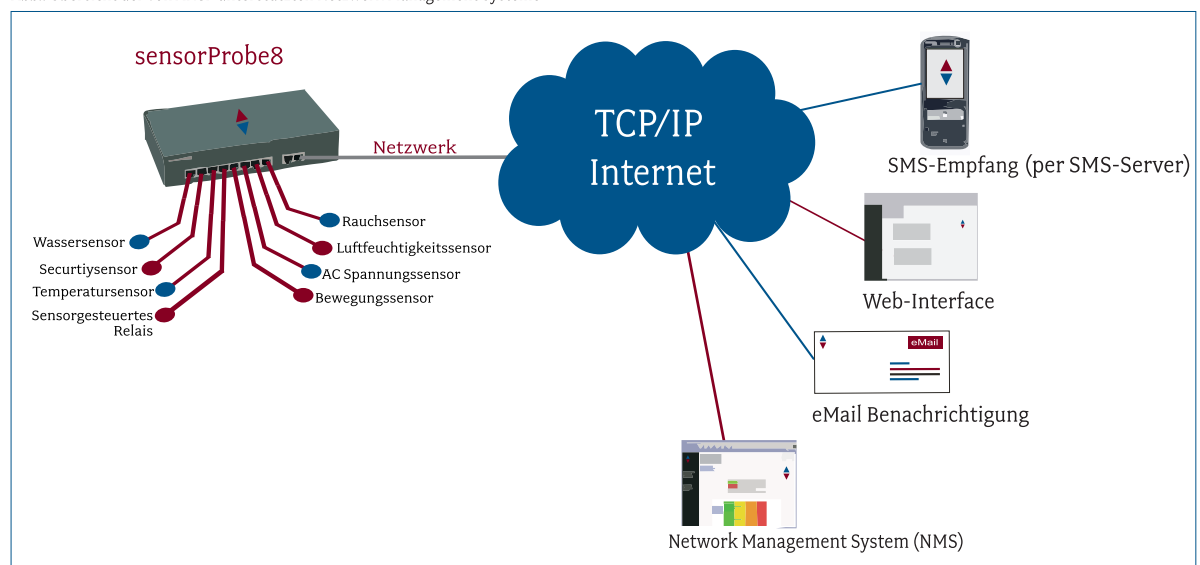 sensorProbe8
TCP/IP
Internet
Netzwerk
SMS-Empfang (per SMS-Server)
Rauchsensor
Wassersensor
Luftfeuchtigkeitssensor
Securtiysensor
AC Spannungssensor
Temperatursensor
Bewegungssensor
Sensorgesteuertes
Relais
Web-Interface
eMail
eMail Benachrichtigung
Network Management System (NMS)